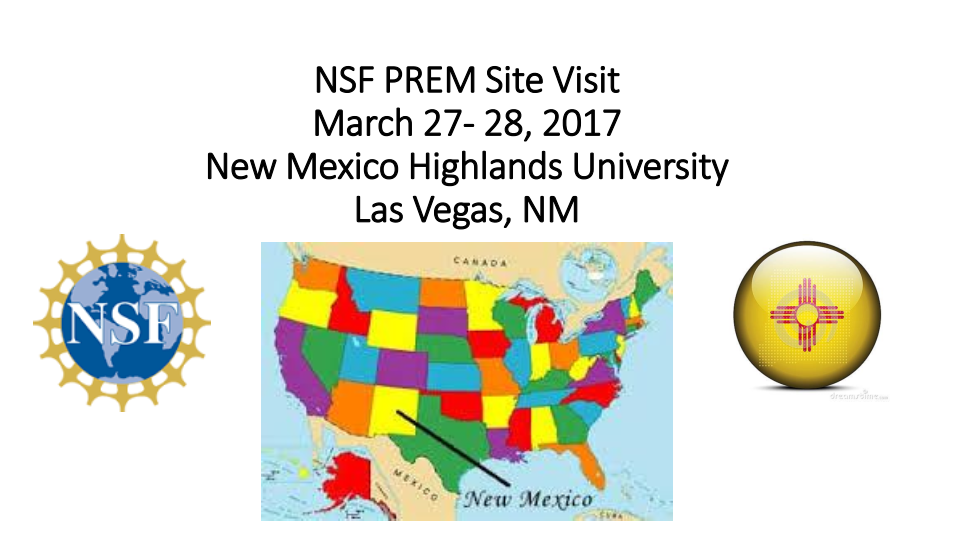 NSF PREM Site Visit
March 27- 28, 2017
New Mexico Highlands University
Las Vegas, NM
NSF
CANADA
MEXICO
New Mexico
CUBA
dreamstime